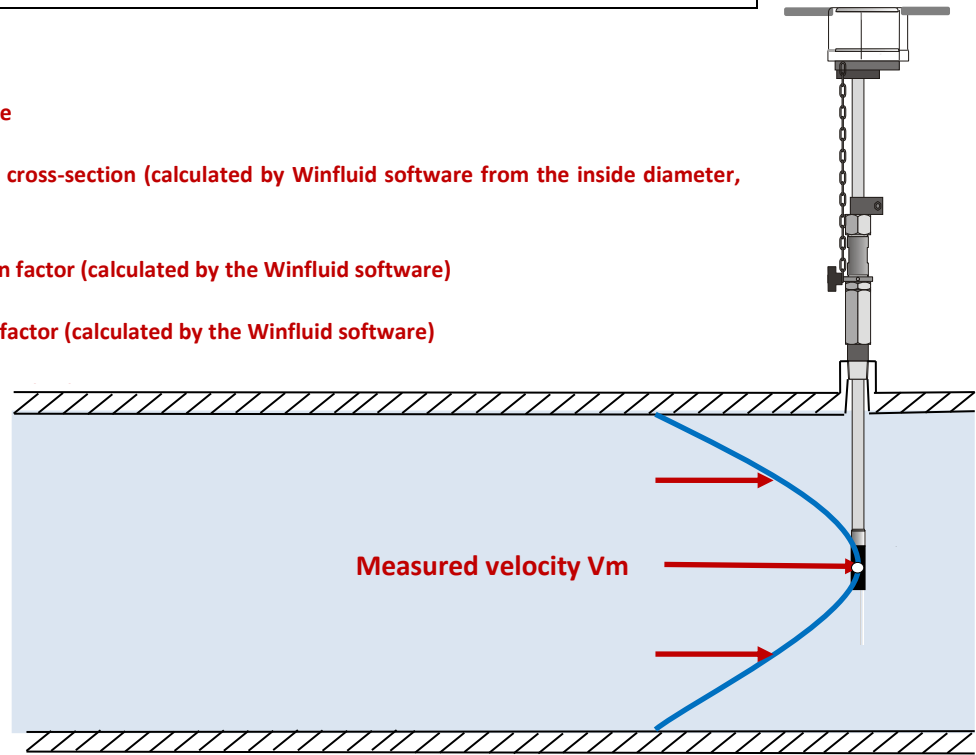 e
cross-section (calculated by Winfluid software from the inside diameter,
n factor (calculated by the Winfluid software)
factor (calculated by the Winfluid software)
Measured velocity Vm